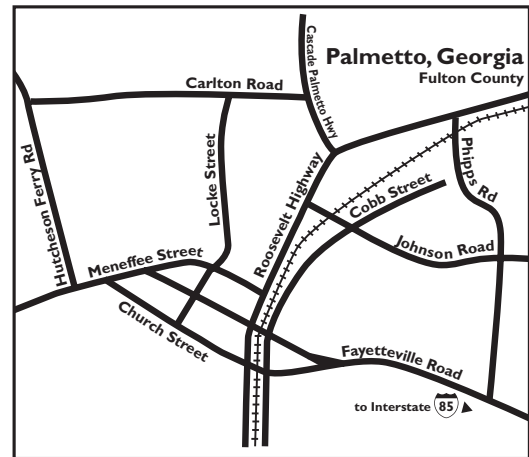 Palmetto, Georgia
Fulton County
Cascade Palmetto Hwy
Carlton Road
Hutcheson Ferry Rd
Locke Street
Roosevelt Highway
Cobb Street
Phipps Rd
Johnson Road
Meneffee Street
Church Street
Fayetteville Road
to Interstate 85